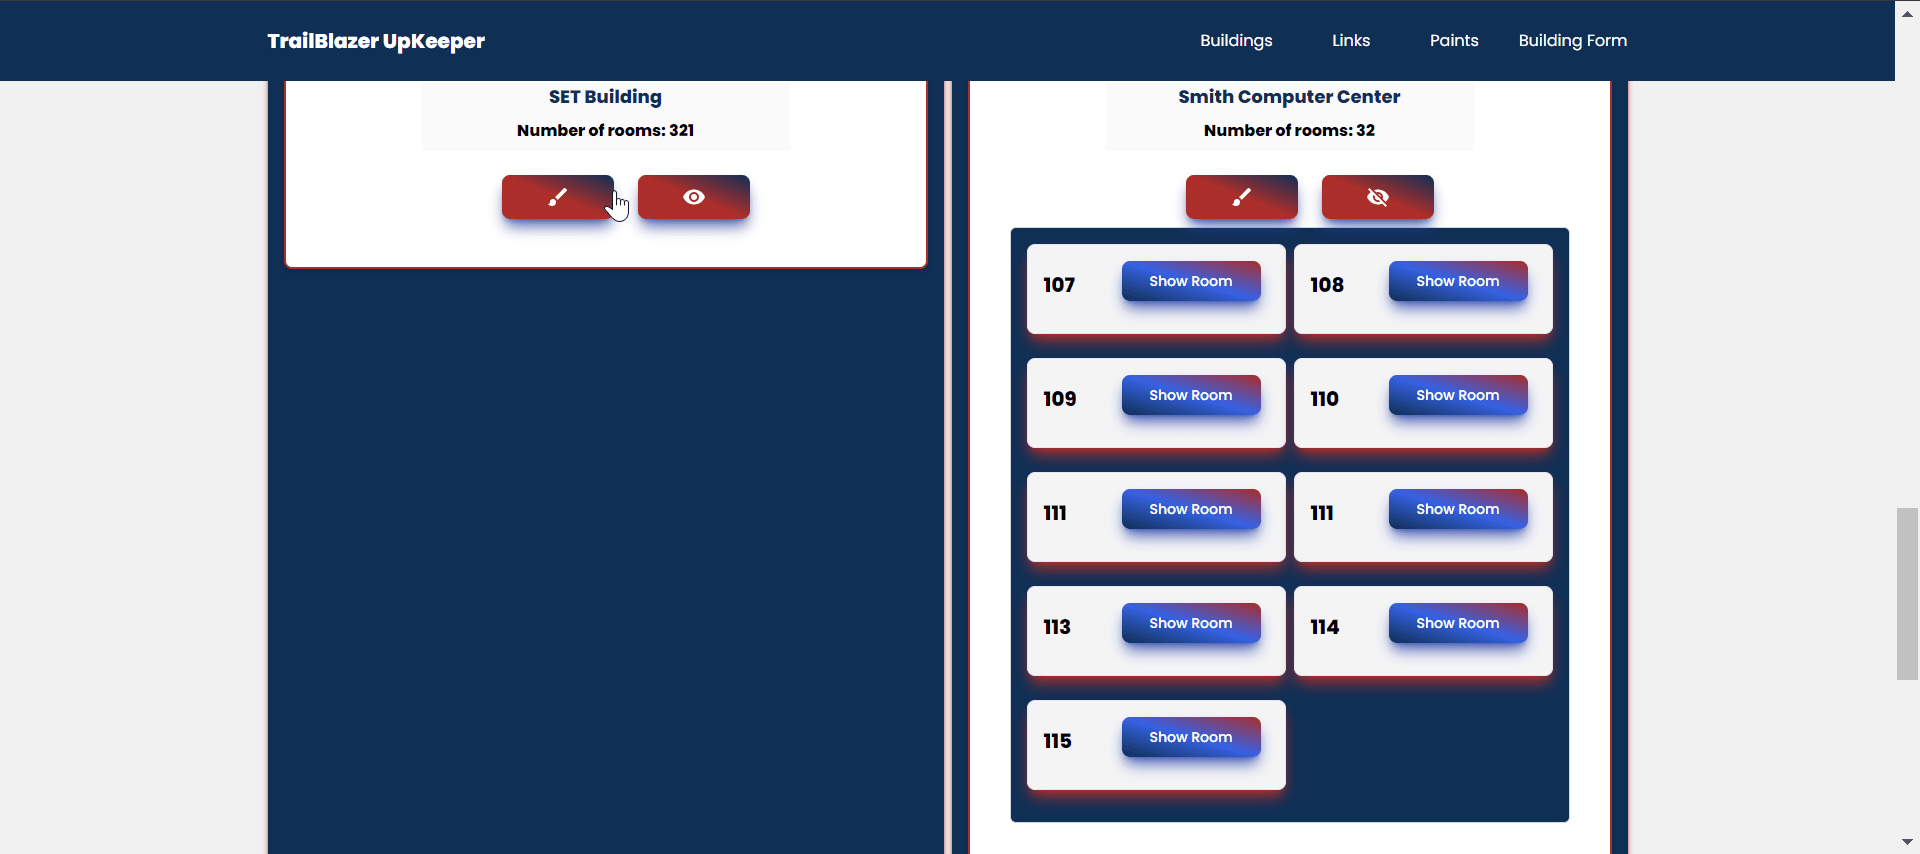 TrailBlazer UpKeeper
Buildings Links Paints Building Form
SET Building
Number of rooms: 321
Smith Computer Center
Number of rooms: 32
107 Show Room 108 Show Room
109 Show Room 110 Show Room
111 Show Room 111 Show Room
113 Show Room 114 Show Room
115 Show Room